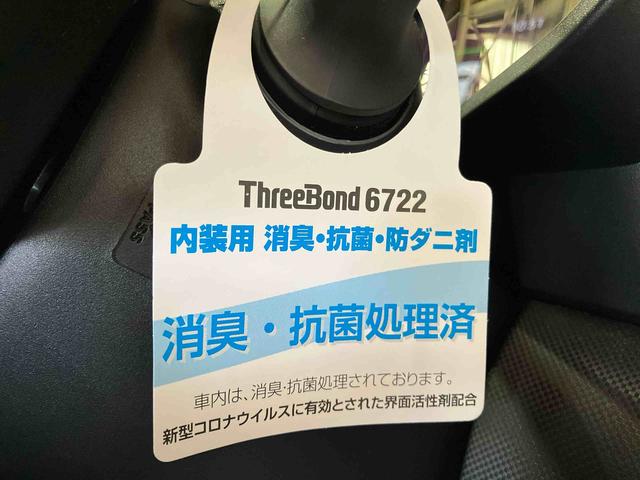 ThreeBond 6722
内装用 消臭・抗菌・防ダニ剤
消臭・抗菌処理済
車内は、消臭・抗菌処理されております。
新型コロナウイルスに有効とされた界面活性剤配合